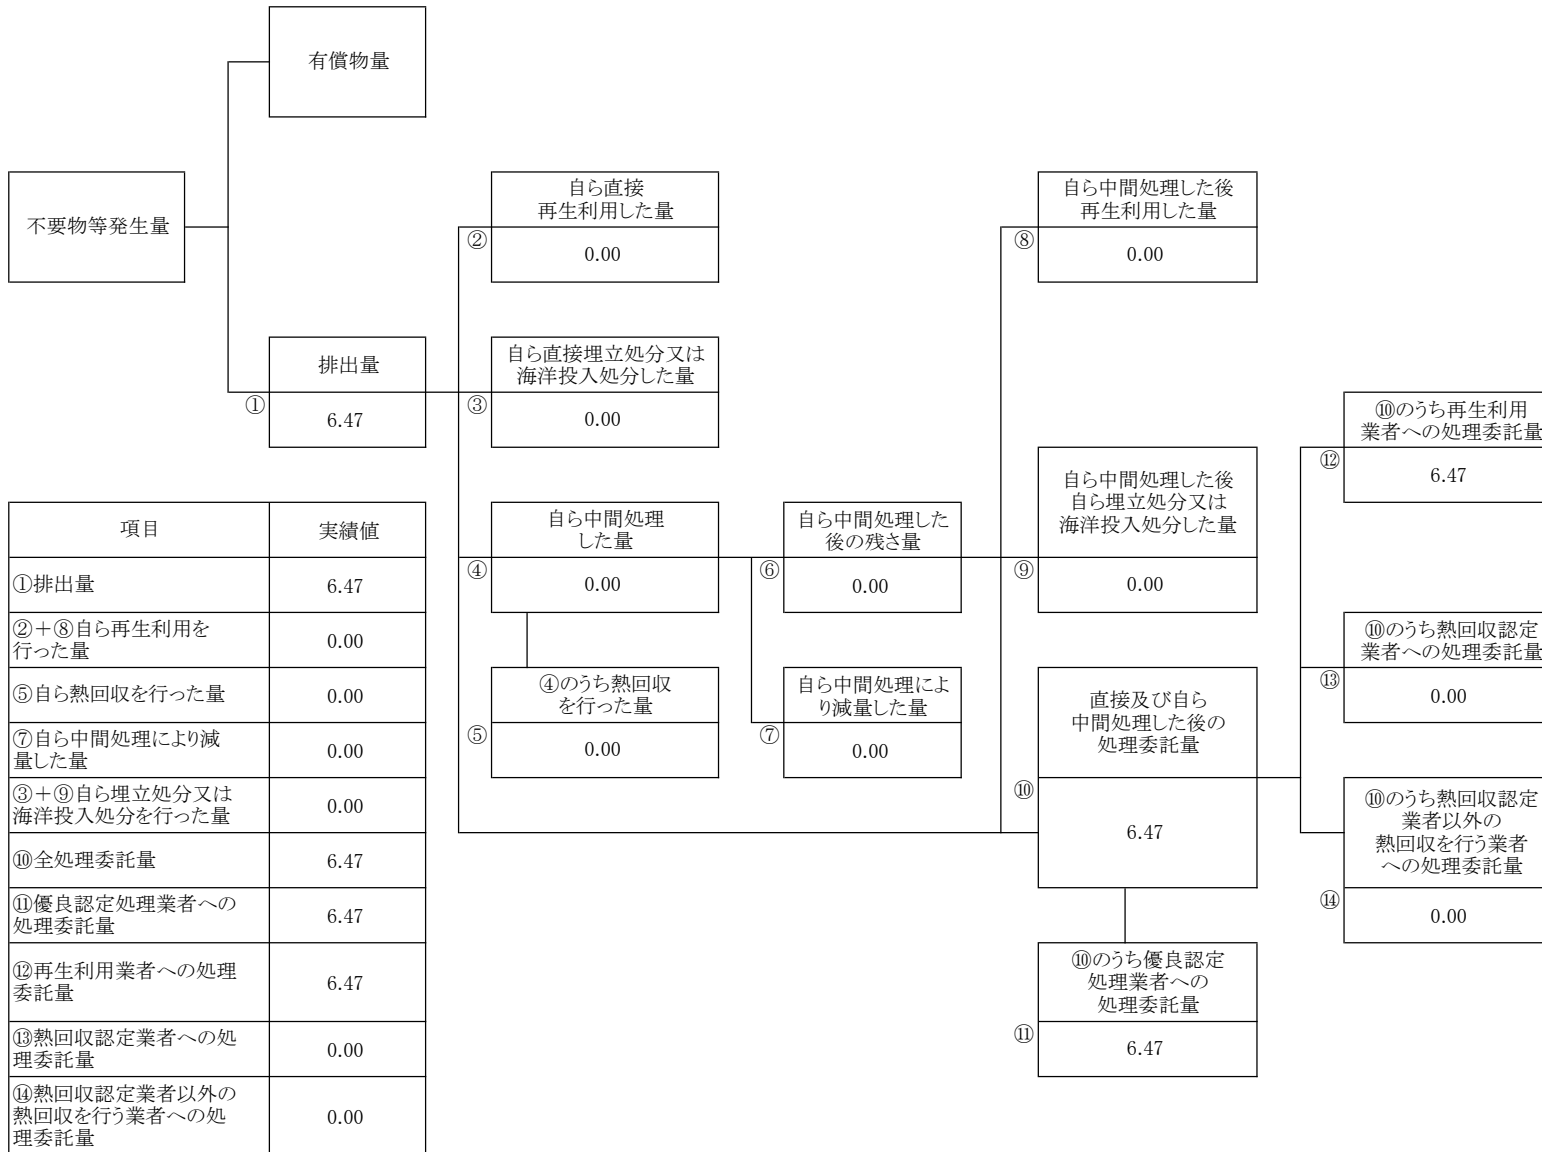 有償物量
不要物等発生量
自ら直接
再生利用した量
②
0.00
自ら中間処理した後
再生利用した量
⑧
0.00
排出量
①
6.47
自ら直接埋立処分又は
海洋投入処分した量
③
0.00
⑩のうち再生利用
業者への処理委託量
⑫
6.47
自ら中間処理した後
自ら埋立処分又は
海洋投入処分した量
⑨
0.00
自ら中間処理
した量
④
0.00
自ら中間処理した
後の残さ量
⑥
0.00
⑩のうち熱回収認定
業者への処理委託量
⑬
0.00
④のうち熱回収
を行った量
⑤
0.00
自ら中間処理によ
り減量した量
⑦
0.00
直接及び自ら
中間処理した後の
処理委託量
⑩
6.47
⑩のうち熱回収認定
業者以外の
熱回収を行う業者
への処理委託量
⑭
0.00
⑩のうち優良認定
処理業者への
処理委託量
⑪
6.47
項目 実績値
①排出量 6.47
②＋⑧自ら再生利用を
行った量 0.00
⑤自ら熱回収を行った量 0.00
⑦自ら中間処理により減
量した量 0.00
③＋⑨自ら埋立処分又は
海洋投入処分を行った量 0.00
⑩全処理委託量 6.47
⑪優良認定処理業者への
処理委託量 6.47
⑫再生利用業者への処理
委託量 6.47
⑬熱回収認定業者への処
理委託量 0.00
⑭熱回収認定業者以外の
熱回収を行う業者への処
理委託量 0.00